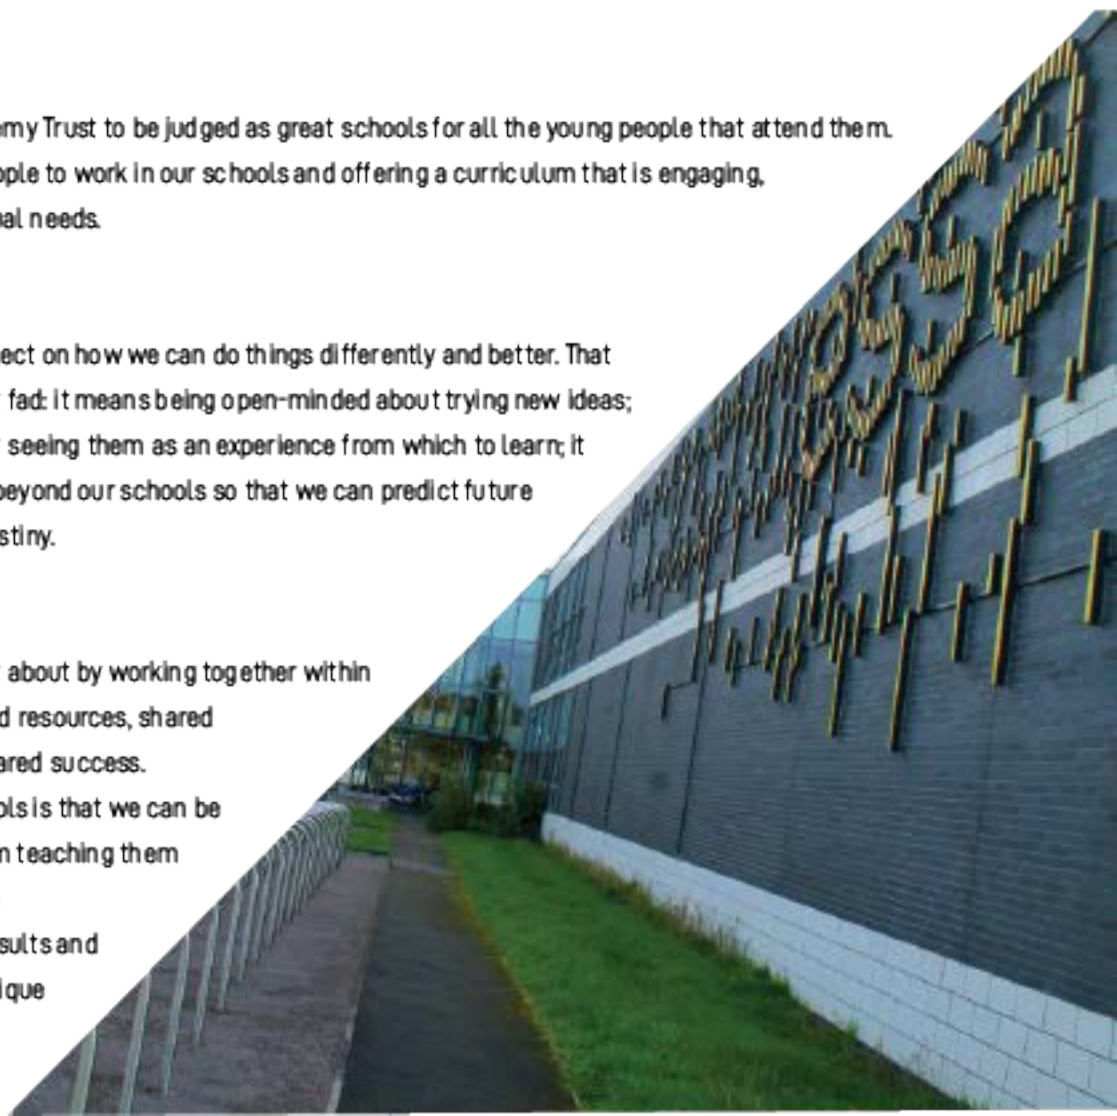 emy Trust to be judged as great schools for all the young people that attend them.
ople to work in our schools and offering a curriculum that is engaging,
ual needs.
ect on how we can do things differently and better. That
fad: it means being open-minded about trying new ideas;
seeing them as an experience from which to learn; it
beyond our schools so that we can predict future
stiny.
about by working together within
d resources, shared
ared success.
ols is that we can be
n teaching them
sults and
ique